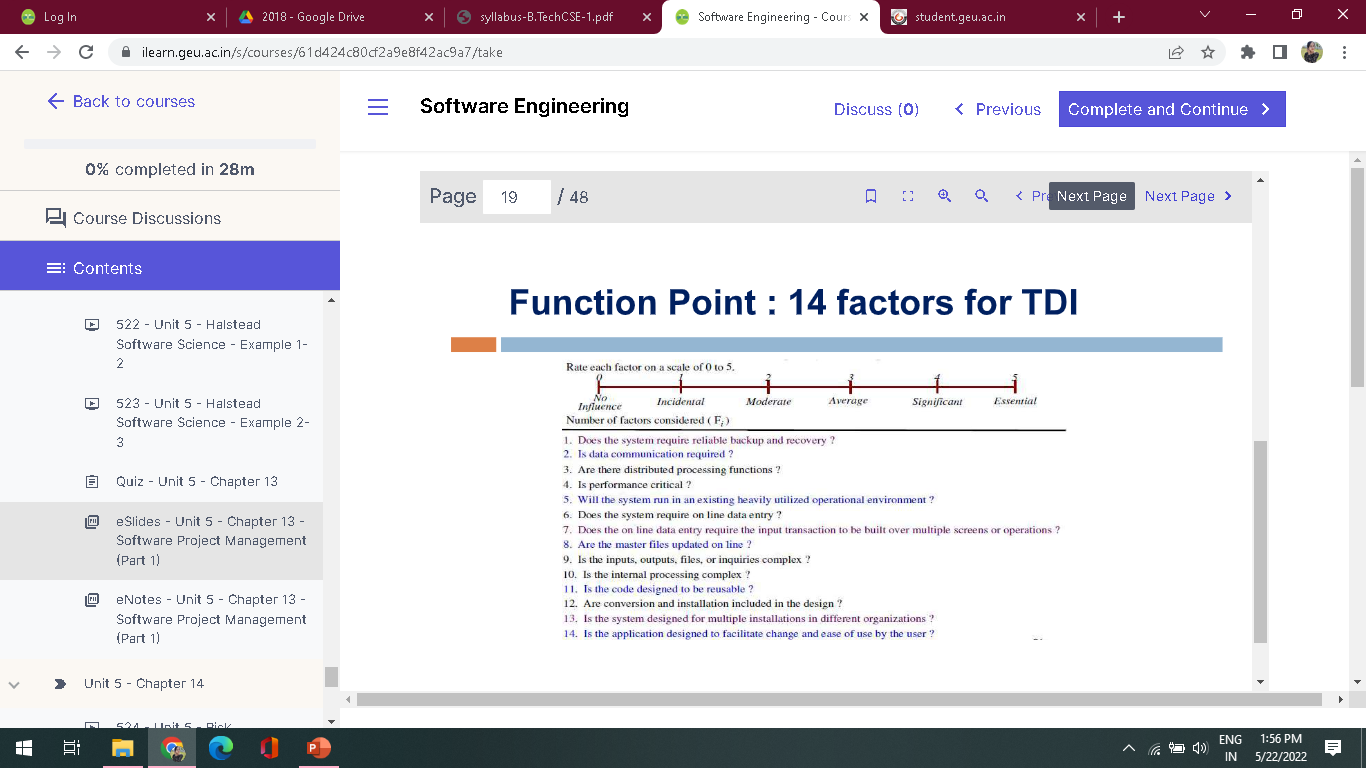 Log In
2018 - Google Drive
syllabus-B.TechCSE-1.pdf
Software Engineering - Cours
student.geu.ac.in
ilearn.geu.ac.in/s/courses/61d424c80cf2a9e8f42ac9a7/take
Back to courses
0% completed in 28m
Course Discussions
Contents
522 - Unit 5 - Halstead
Software Science - Example 1-
2
523 - Unit 5 - Halstead
Software Science - Example 2-
3
Quiz - Unit 5 - Chapter 13
eSlides - Unit 5 - Chapter 13 -
Software Project Management
(Part 1)
eNotes - Unit 5 - Chapter 13 -
Software Project Management
(Part 1)
Unit 5 - Chapter 14
524 - Unit 5 - Risk
Software Engineering
Discuss (0)
Previous
Complete and Continue
Page 19 / 48
Pre
Next Page
Next Page
Function Point : 14 factors for TDI
Rate each factor on a scale of 0 to 5.
0 1 2 3 4 5
No Influence Incidental Moderate Average Significant Essential
Number of factors considered ( Fi )
1. Does the system require reliable backup and recovery ?
2. Is data communication required ?
3. Are there distributed processing functions ?
4. Is performance critical ?
5. Will the system run in an existing heavily utilized operational environment ?
6. Does the system require on line data entry ?
7. Does the on line data entry require the input transaction to be built over multiple screens or operations ?
8. Are the master files updated on line ?
9. Is the inputs, outputs, files, or inquiries complex ?
10. Is the internal processing complex ?
11. Is the code designed to be reusable ?
12. Are conversion and installation included in the design ?
13. Is the system designed for multiple installations in different organizations ?
14. Is the application designed to facilitate change and ease of use by the user ?
ENG
IN
1:56 PM
5/22/2022